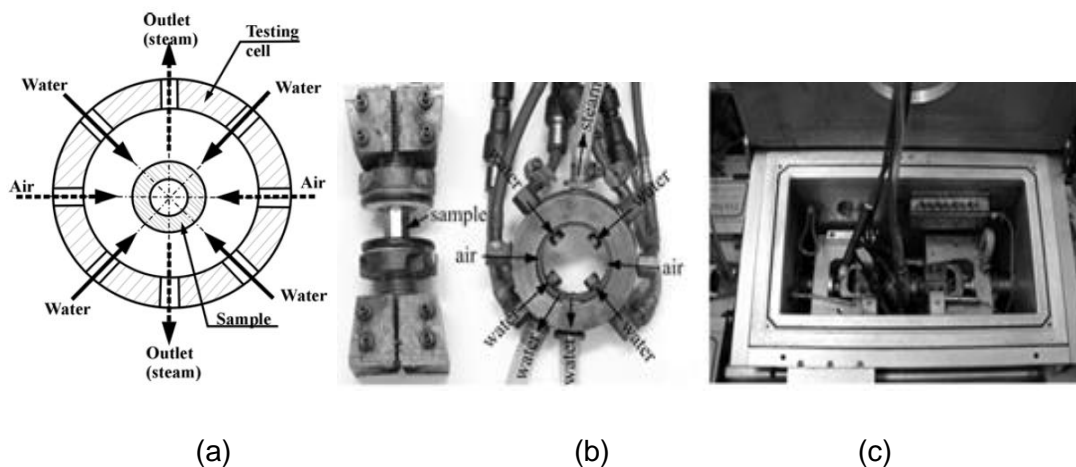 Outlet
(steam)
Testing
cell
Water
Water
Air
Air
Water
Water
Sample
Outlet
(steam)
steam
water
water
sample
air
air
water
water
water
water
(a)
(b)
(c)